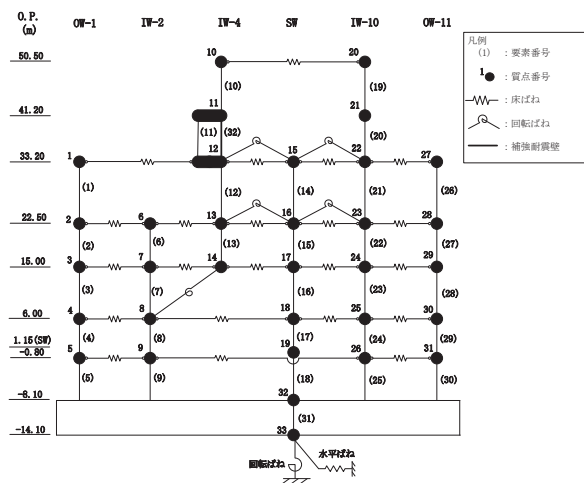 O.P.
(m)
OW-1 IW-2 IW-4 SW IW-10 OW-11
凡例
(1) : 要素番号
1 : 質点番号
: 床ばね
: 回転ばね
: 補強耐震壁
50.50 10 20
(10) (19)
41.20 11 21
(11) (32) (20)
33.20 1 12 15 22 27
(1) (12) (14) (21) (26)
22.50 2 6 13 16 23 28
(2) (6) (13) (15) (22) (27)
15.00 3 7 14 17 24 29
(3) (7) (16) (23) (28)
6.00 4 8 18 25 30
(4) (8) (17) (24) (29)
1.15(SW) 19
-0.80 5 9 26 31
(5) (9) (18) (25) (30)
-8.10 32
(31)
-14.10 33
水平ばね
回転ばね